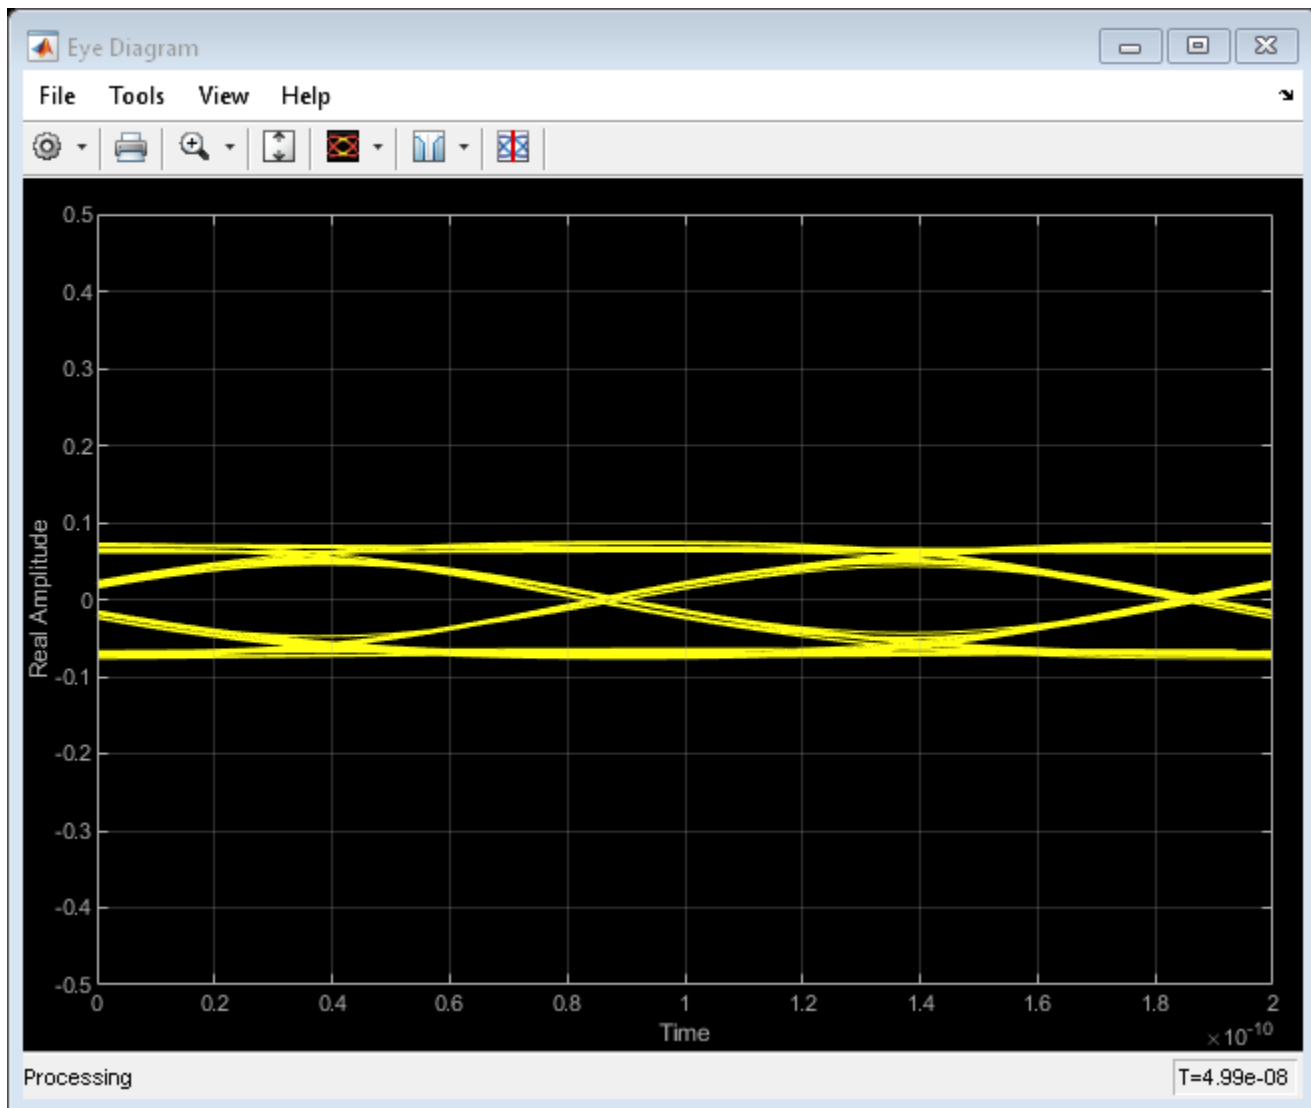 Eye Diagram
File Tools View Help
0.5
0.4
0.3
0.2
0.1
0
-0.1
-0.2
-0.3
-0.4
-0.5
Real Amplitude
0 0.2 0.4 0.6 0.8 1 1.2 1.4 1.6 1.8 2
Time
×10⁻¹⁰
Processing T=4.99e-08